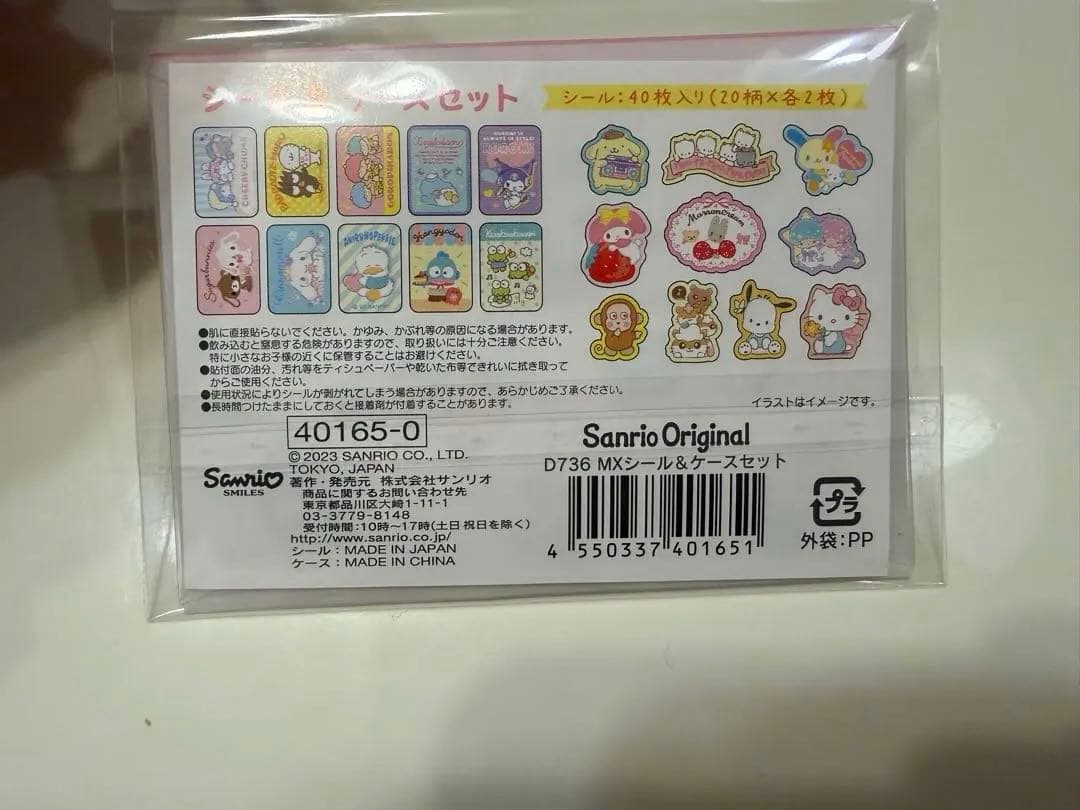 シール& ケースセット
シール:40枚入り(20柄×各2枚)
CHEERY CHUMS
GOROPIKADON
KUROMI
Sugarbunnies
Cinnamoroll
AHIRUNOPEKKLE
Hangyodon
Kerokerokeroppi
MarronCream
●肌に直接貼らないでください。かゆみ、かぶれ等の原因になる場合があります。
●飲み込むと窒息する危険がありますので、取り扱いには十分ご注意ください。
特に小さなお子様の近くに保管することはお避けください。
●貼付面の油分、汚れ等をティシュペーパーや乾いた布等できれいに拭き取って
からご使用ください。
●使用状況によりシールが剥がれてしまう場合がありますので、あらかじめご了承ください。
●長時間つけたままにしておくと接着剤が付着することがあります。
イラストはイメージです。
40165-0
©2023 SANRIO CO., LTD.
TOKYO, JAPAN
Sanrio
SMILES
著作・発売元 株式会社サンリオ
商品に関するお問い合わせ先
東京都品川区大崎1-11-1
03-3779-8148
受付時間:10時〜17時(土日祝日を除く)
http://www.sanrio.co.jp/
シール:MADE IN JAPAN
ケース:MADE IN CHINA
Sanrio Original
D736 MXシール&ケースセット
4 550337 401651
プラ
外袋:PP